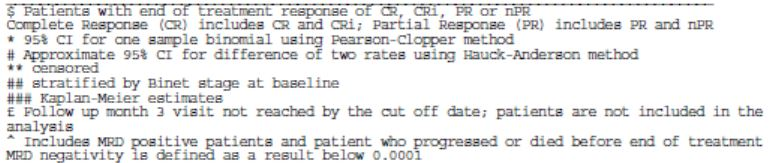 $ Patients with end of treatment response of CR, CRi, PR or nPR
Complete Response (CR) includes CR and CRi; Partial Response (PR) includes PR and nPR
* 95% CI for one sample binomial using Pearson-Clopper method
# Approximate 95% CI for difference of two rates using Hauck-Anderson method
** censored
## stratified by Binet stage at baseline
### Kaplan-Meier estimates
£ Follow up month 3 visit not reached by the cut off date; patients are not included in the
analysis
^ Includes MRD positive patients and patient who progressed or died before end of treatment
MRD negativity is defined as a result below 0.0001